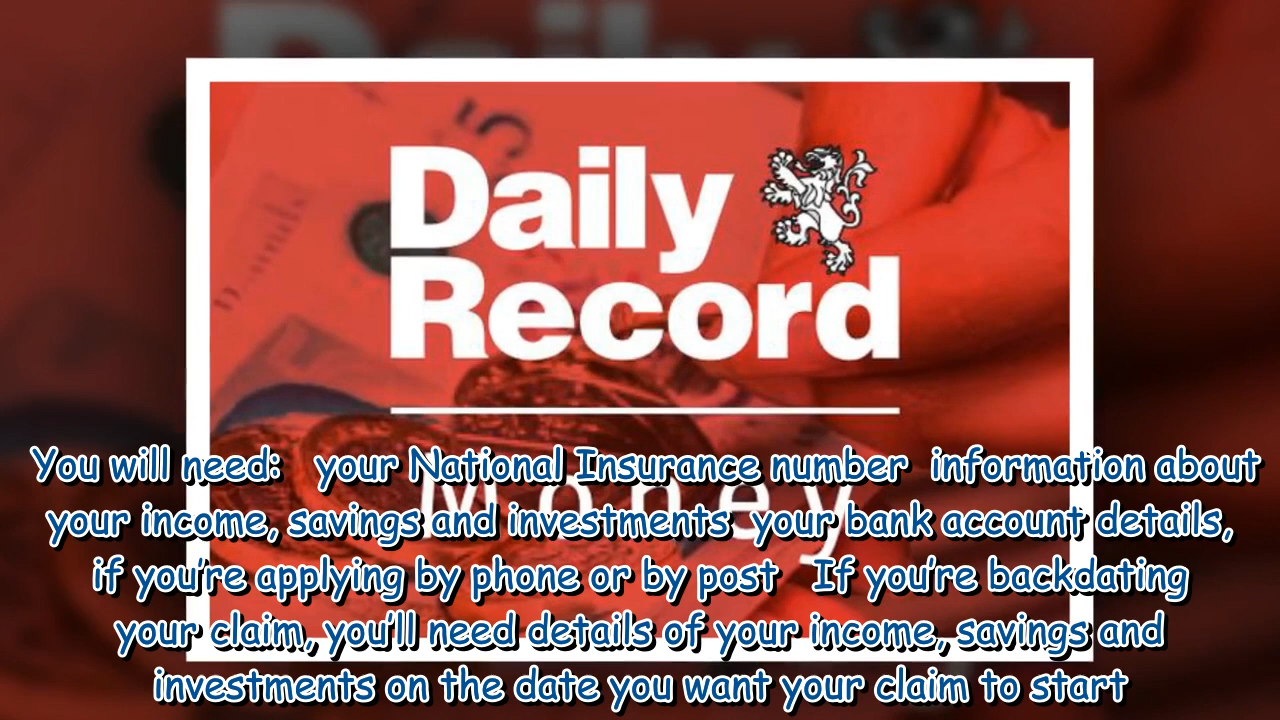 Daily
Record
Money
You will need: your National Insurance number information about
your income, savings and investments your bank account details,
if you're applying by phone or by post If you're backdating
your claim, you'll need details of your income, savings and
investments on the date you want your claim to start